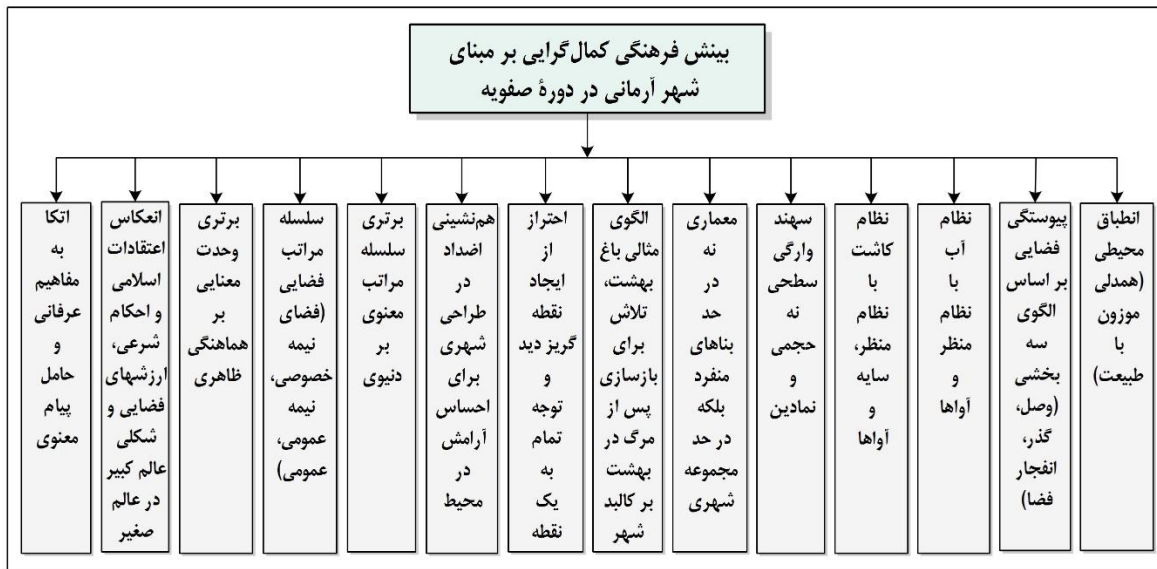 بینش فرهنگی کمال‌گرایی بر مبنای
شهر آرمانی در دورهٔ صفویه
انطباق
محیطی
(همدلی
موزون
با
طبیعت)
پیوستگی
فضایی
بر اساس
الگوی
سه
بخشی
(وصل،
گذر،
انفجار
فضا)
نظام
آب
با
نظام
منظر
و
آواها
نظام
کاشت
با
نظام
منظر،
سایه
و
آواها
سهند
وارگی
سطحی
نه
حجمی
و
نمادین
معماری
نه
در
حد
بناهای
منفرد
بلکه
در حد
مجموعه
شهری
الگوی
مثالی باغ
بهشت،
تلاش
برای
بازسازی
پس از
مرگ در
بهشت
بر کالبد
شهر
احتراز
از
ایجاد
نقطه
گریز دید
و
توجه
تمام
به
یک
نقطه
هم‌نشینی
اضداد
در
طراحی
شهری
برای
احساس
آرامش
در
محیط
برتری
سلسله
مراتب
معنوی
بر
دنیوی
سلسله
مراتب
فضایی
(فضای
نیمه
خصوصی،
نیمه
عمومی،
عمومی)
برتری
وحدت
معنایی
بر
هماهنگی
ظاهری
انعکاس
اعتقادات
اسلامی
و احکام
شرعی،
ارزشهای
فضایی و
شکلی
عالم کبیر
در عالم
صغیر
اتکا
به
مفاهیم
عرفانی
و
حامل
پیام
معنوی